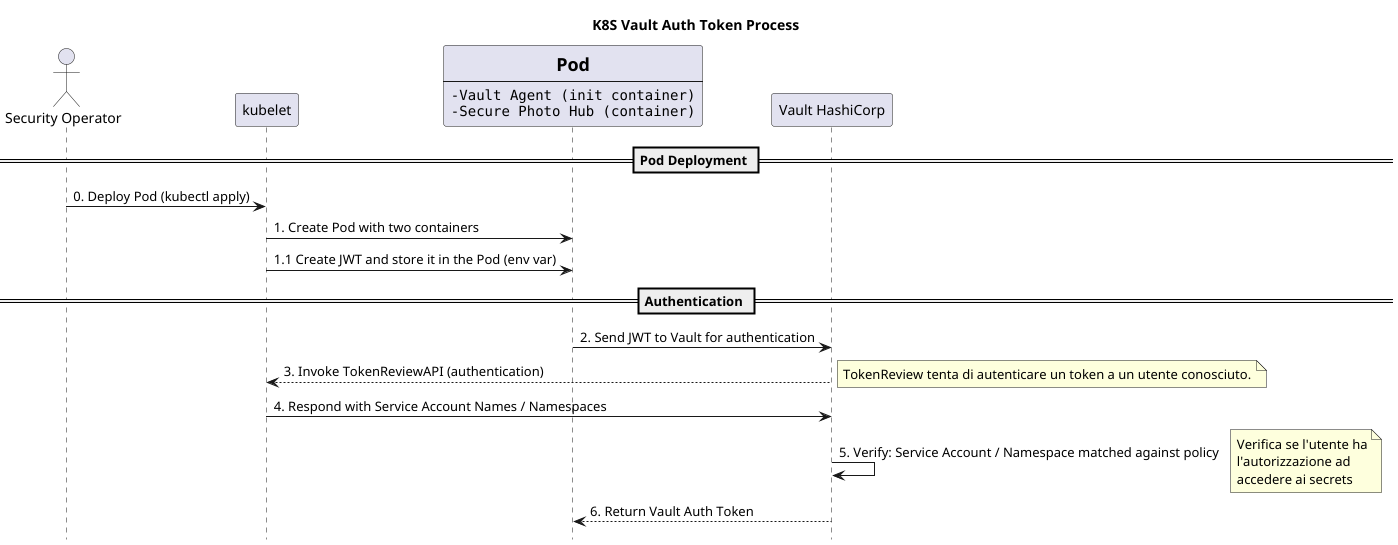 K8S Vault Auth Token Process
Security Operator
kubelet
Pod
-Vault Agent (init container)
-Secure Photo Hub (container)
Vault HashiCorp
Pod Deployment
0. Deploy Pod (kubectl apply)
1. Create Pod with two containers
1.1 Create JWT and store it in the Pod (env var)
Authentication
2. Send JWT to Vault for authentication
3. Invoke TokenReviewAPI (authentication)
TokenReview tenta di autenticare un token a un utente conosciuto.
4. Respond with Service Account Names / Namespaces
5. Verify: Service Account / Namespace matched against policy
Verifica se l'utente ha
l'autorizzazione ad
accedere ai secrets
6. Return Vault Auth Token